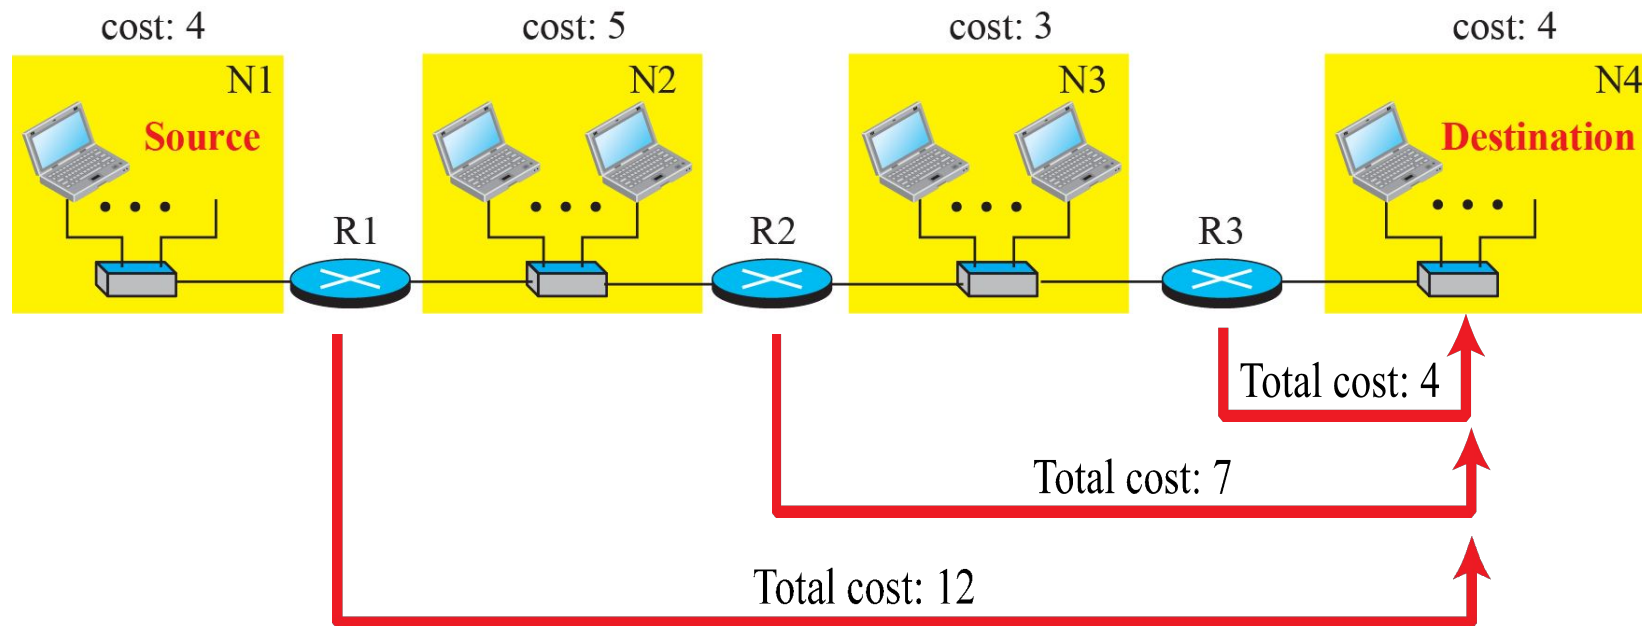 cost: 4
cost: 5
cost: 3
cost: 4
N1
N2
N3
N4
Source
Destination
R1
R2
R3
Total cost: 4
Total cost: 7
Total cost: 12